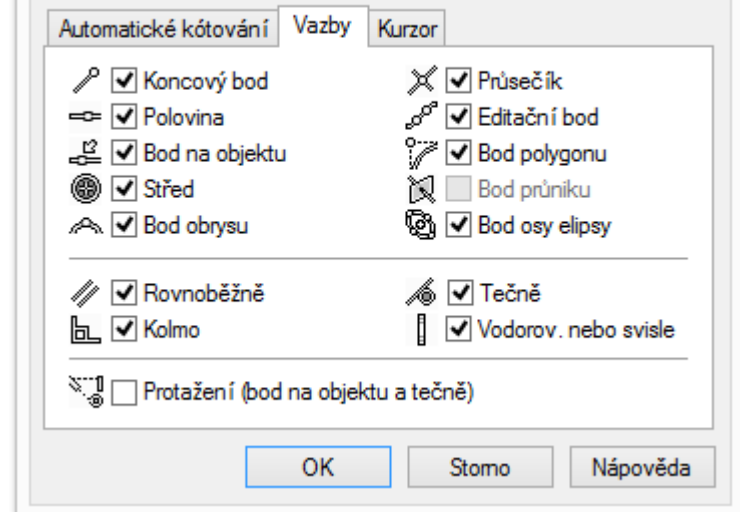 Automatické kótování Vazby Kurzor
Koncový bod Průsečík
Polovina Editační bod
Bod na objektu Bod polygonu
Střed Bod průniku
Bod obrysu Bod osy elipsy
Rovnoběžně Tečně
Kolmo Vodorov. nebo svisle
Protažení (bod na objektu a tečně)
OK Storno Nápověda